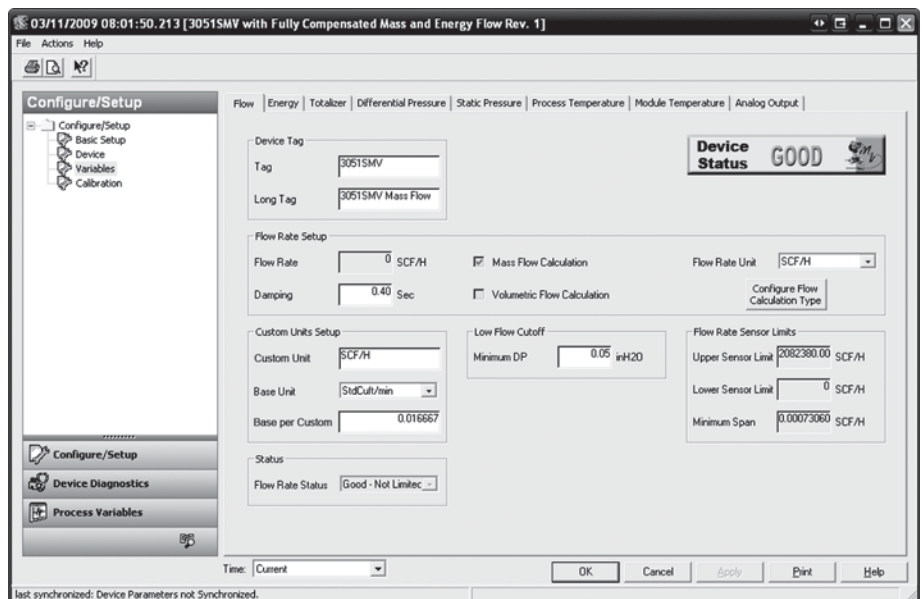 03/11/2009 08:01:50.213 [3051SMV with Fully Compensated Mass and Energy Flow Rev. 1]
File Actions Help
Configure/Setup
Configure/Setup
Basic Setup
Device
Variables
Calibration
Configure/Setup
Device Diagnostics
Process Variables
Flow Energy Totalizer Differential Pressure Static Pressure Process Temperature Module Temperature Analog Output
Device Tag
Tag 3051SMV
Long Tag 3051SMV Mass Flow
Device Status GOOD
Flow Rate Setup
Flow Rate 0 SCF/H
Mass Flow Calculation
Flow Rate Unit SCF/H
Damping 0.40 Sec
Volumetric Flow Calculation
Configure Flow
Calculation Type
Custom Units Setup
Custom Unit SCF/H
Base Unit StdCuft/min
Base per Custom 0.016667
Low Flow Cutoff
Minimum DP 0.05 inH2O
Flow Rate Sensor Limits
Upper Sensor Limit 2082380.00 SCF/H
Lower Sensor Limit 0 SCF/H
Minimum Span 0.00073060 SCF/H
Status
Flow Rate Status Good - Not Limitec
Time: Current
OK Cancel Apply Print Help
last synchronized: Device Parameters not Synchronized.